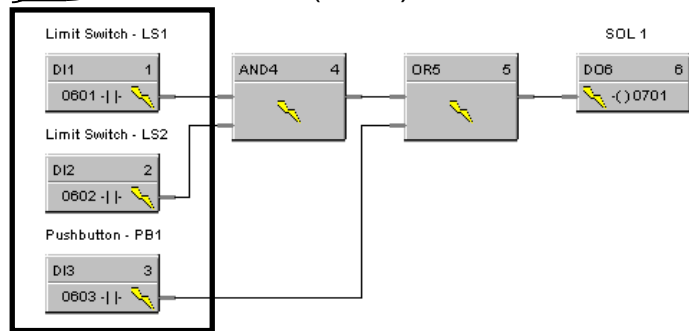 Limit Switch - LS1
SOL 1
DI1 1
AND4 4
OR5 5
DO6 6
0601 -| |-
-( ) 0701
Limit Switch - LS2
DI2 2
0602 -| |-
Pushbutton - PB1
DI3 3
0603 -| |-